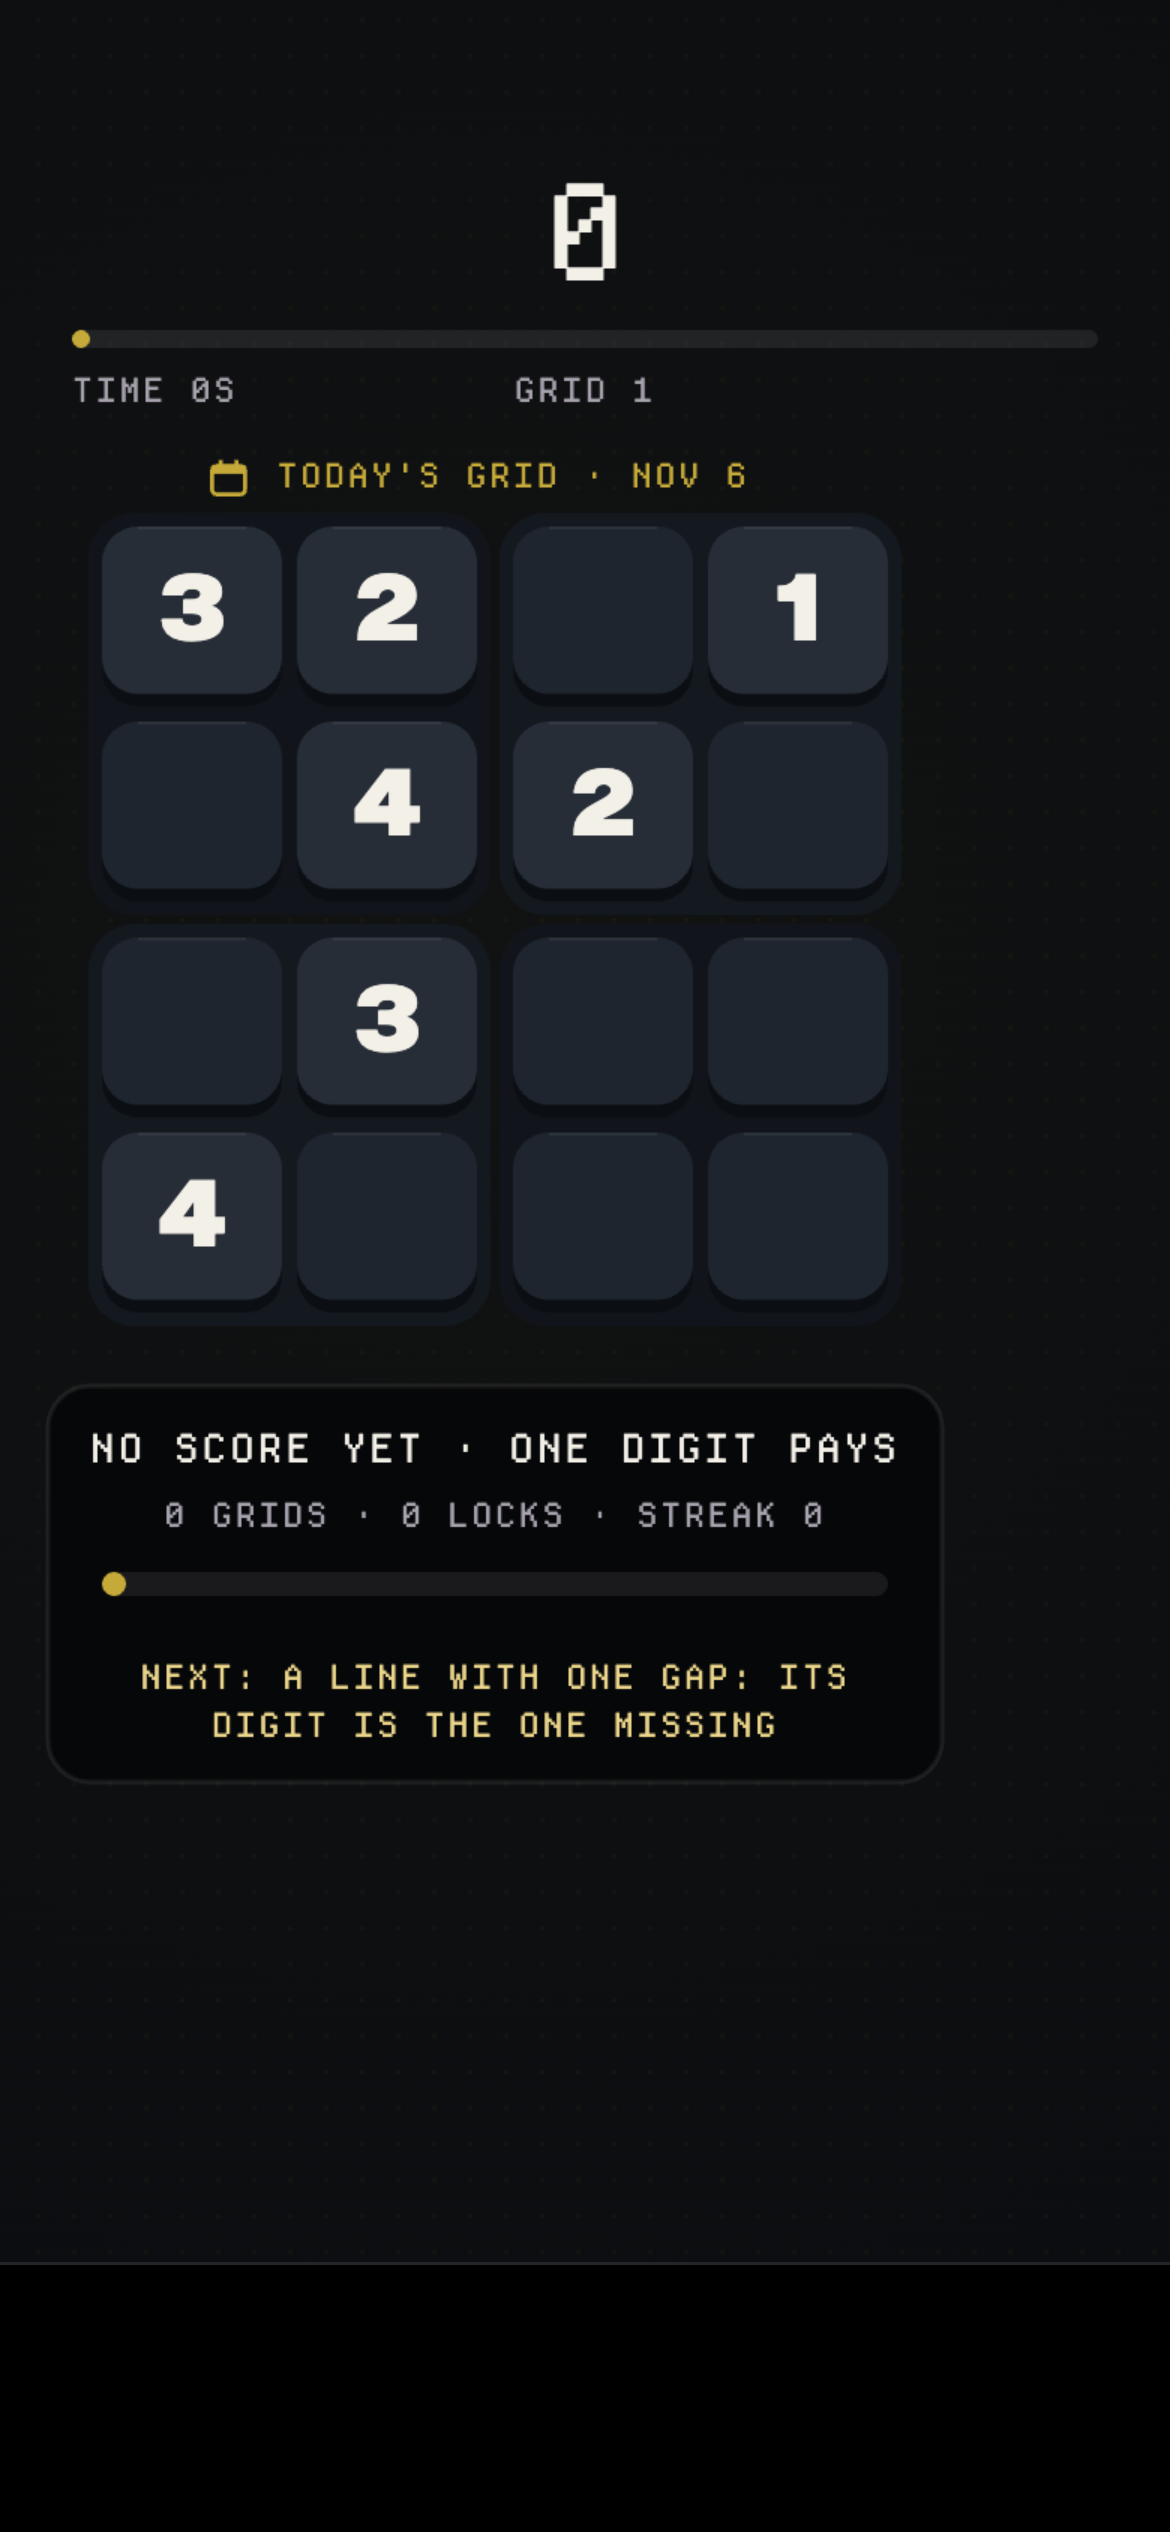 0
TIME 0S GRID 1
TODAY'S GRID · NOV 6
3 2 1
4 2
3
4
NO SCORE YET · ONE DIGIT PAYS
0 GRIDS · 0 LOCKS · STREAK 0
NEXT: A LINE WITH ONE GAP: ITS
DIGIT IS THE ONE MISSING